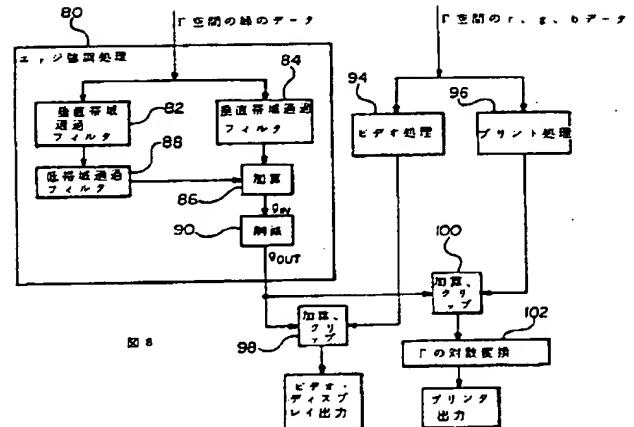 80
Γ空間の緑のデータ
Γ空間のr、g、bデータ
エッジ強調処理
84
82
垂直帯域通過
フィルタ
帯域
通過
フィルタ
88
低帯域通過
フィルタ
加算
86
gIN
90
gOUT
94
ビデオ処理
96
プリント処理
100
加算、
クリ
ップ
102
Γの対数変換
加算、
クリ
ップ
98
図8
ビデオ・
ディスプ
レイ出力
プリンタ
出力